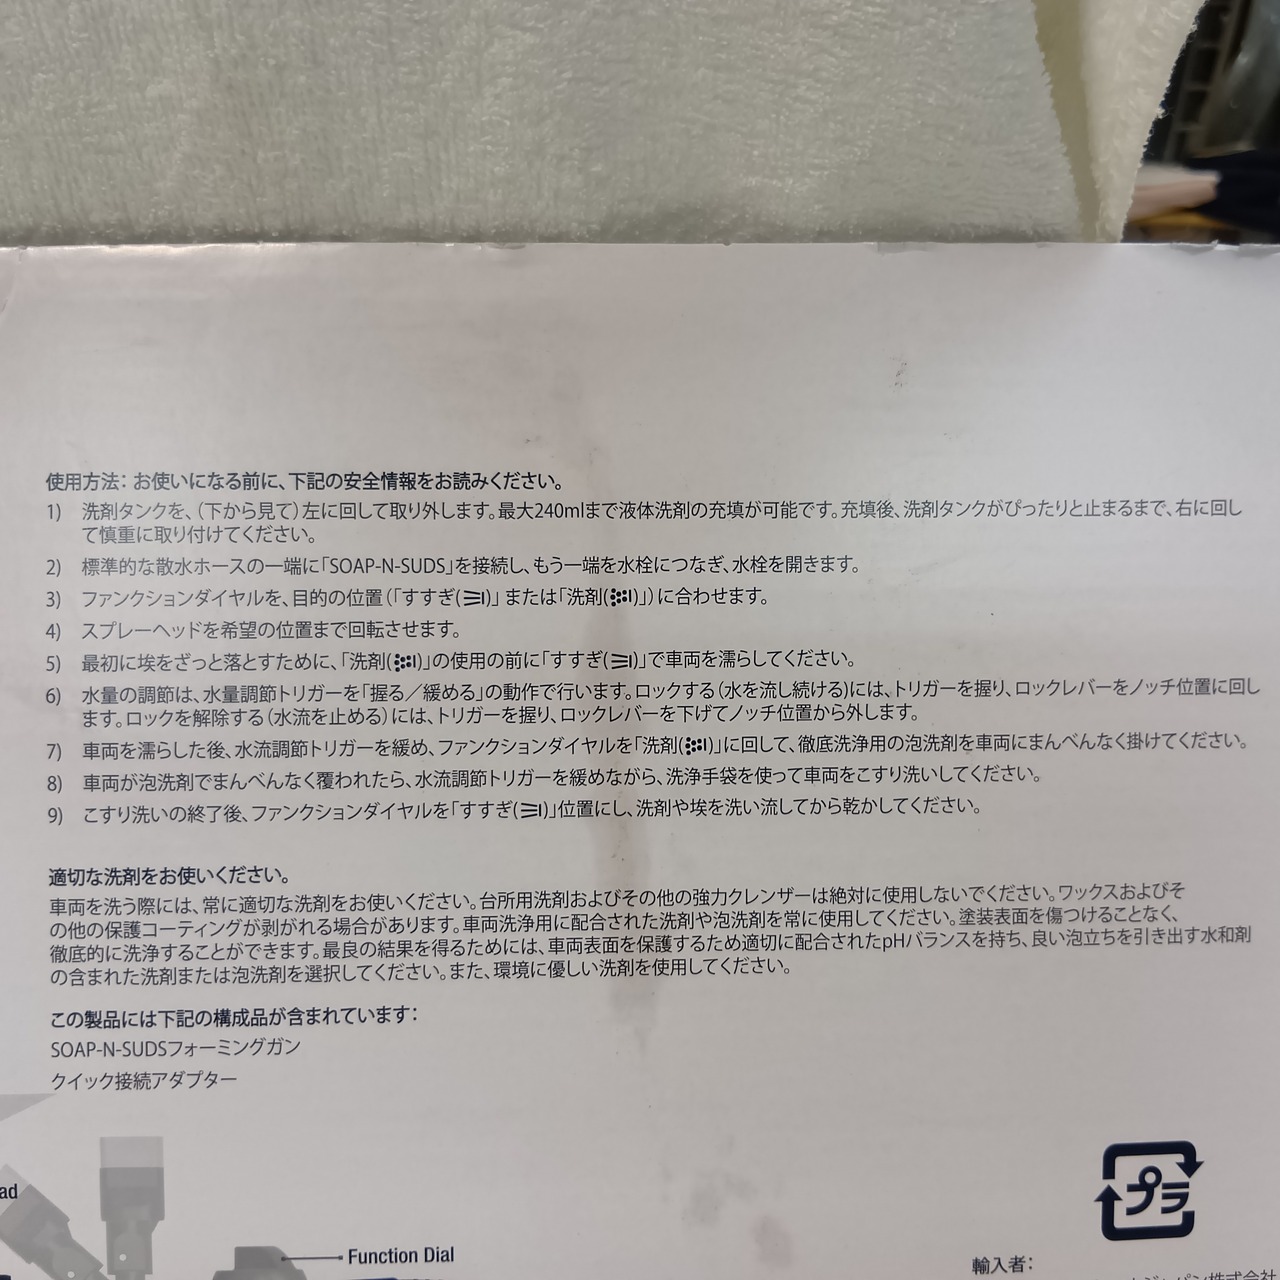 使用方法：お使いになる前に、下記の安全情報をお読みください。
1) 洗剤タンクを、（下から見て）左に回して取り外します。最大240mlまで液体洗剤の充填が可能です。充填後、洗剤タンクがぴったりと止まるまで、右に回し
て慎重に取り付けてください。
2) 標準的な散水ホースの一端に「SOAP-N-SUDS」を接続し、もう一端を水栓につなぎ、水栓を開きます。
3) ファンクションダイヤルを、目的の位置（「すすぎ()」または「洗剤()」）に合わせます。
4) スプレーヘッドを希望の位置まで回転させます。
5) 最初に埃をざっと落とすために、「洗剤()」の使用の前に「すすぎ()」で車両を濡らしてください。
6) 水量の調節は、水量調節トリガーを「握る／緩める」の動作で行います。ロックする（水を流し続ける)には、トリガーを握り、ロックレバーをノッチ位置に回し
ます。ロックを解除する（水流を止める）には、トリガーを握り、ロックレバーを下げてノッチ位置から外します。
7) 車両を濡らした後、水流調節トリガーを緩め、ファンクションダイヤルを「洗剤()」に回して、徹底洗浄用の泡洗剤を車両にまんべんなく掛けてください。
8) 車両が泡洗剤でまんべんなく覆われたら、水流調節トリガーを緩めながら、洗浄手袋を使って車両をこすり洗いしてください。
9) こすり洗いの終了後、ファンクションダイヤルを「すすぎ()」位置にし、洗剤や埃を洗い流してから乾かしてください。
適切な洗剤をお使いください。
車両を洗う際には、常に適切な洗剤をお使いください。台所用洗剤およびその他の強力クレンザーは絶対に使用しないでください。ワックスおよびそ
の他の保護コーティングが剥がれる場合があります。車両洗浄用に配合された洗剤や泡洗剤を常に使用してください。塗装表面を傷つけることなく、
徹底的に洗浄することができます。最良の結果を得るためには、車両表面を保護するため適切に配合されたpHバランスを持ち、良い泡立ちを引き出す水和剤
の含まれた洗剤または泡洗剤を選択してください。また、環境に優しい洗剤を使用してください。
この製品には下記の構成品が含まれています：
SOAP-N-SUDSフォーミングガン
クイック接続アダプター
プラ
ad
Function Dial
輸入者：
ジャパン株式会社